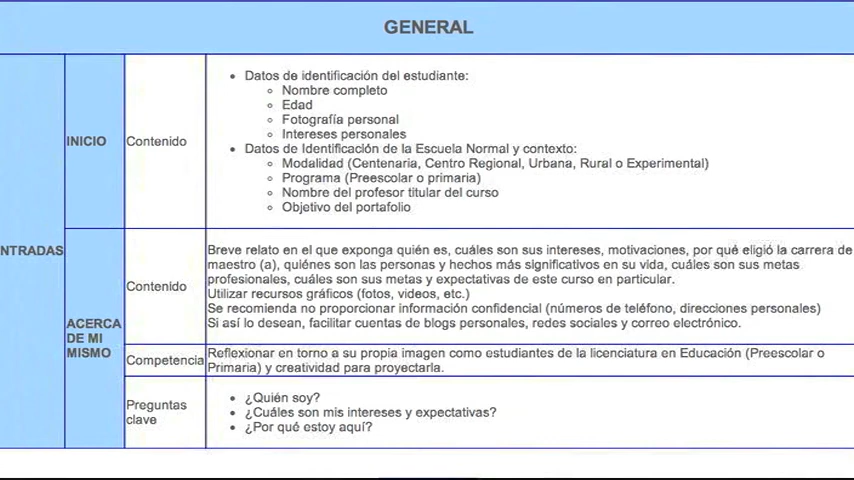 GENERAL
NTRADAS
INICIO
Contenido
Datos de identificación del estudiante:
Nombre completo
Edad
Fotografía personal
Intereses personales
Datos de Identificación de la Escuela Normal y contexto:
Modalidad (Centenaria, Centro Regional, Urbana, Rural o Experimental)
Programa (Preescolar o primaria)
Nombre del profesor titular del curso
Objetivo del portafolio
ACERCA
DE MI
MISMO
Contenido
Breve relato en el que exponga quién es, cuáles son sus intereses, motivaciones, por qué eligió la carrera de
maestro (a), quiénes son las personas y hechos más significativos en su vida, cuáles son sus metas
profesionales, cuáles son sus metas y expectativas de este curso en particular.
Utilizar recursos gráficos (fotos, videos, etc.)
Se recomienda no proporcionar información confidencial (números de teléfono, direcciones personales)
Si así lo desean, facilitar cuentas de blogs personales, redes sociales y correo electrónico.
Competencia
Reflexionar en torno a su propia imagen como estudiantes de la licenciatura en Educación (Preescolar o
Primaria) y creatividad para proyectarla.
Preguntas
clave
¿Quién soy?
¿Cuáles son mis intereses y expectativas?
¿Por qué estoy aquí?